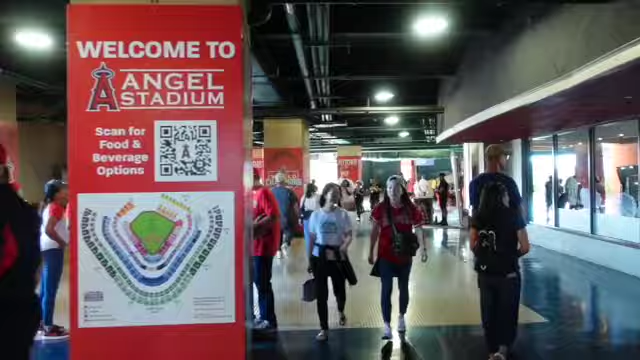 WELCOME TO
ANGEL
STADIUM
Scan for
Food &
Beverage
Options